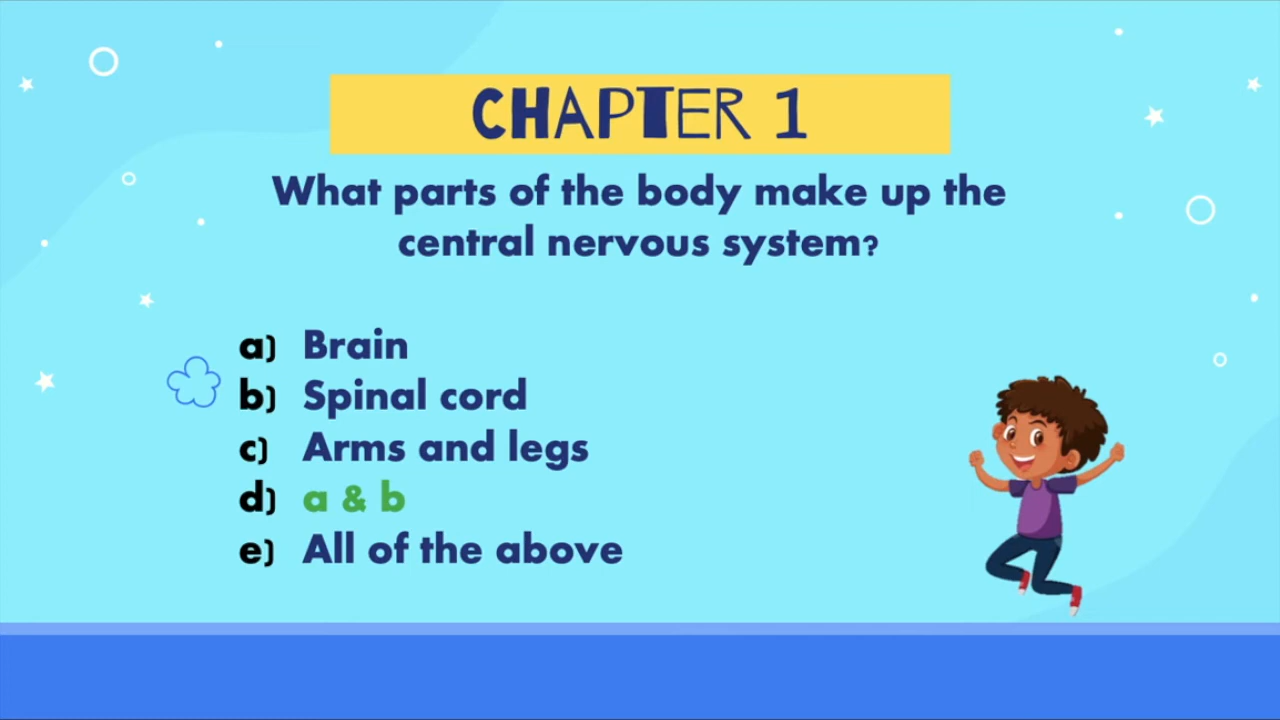 CHAPTER 1
What parts of the body make up the
central nervous system?
a) Brain
b) Spinal cord
c) Arms and legs
d) a & b
e) All of the above